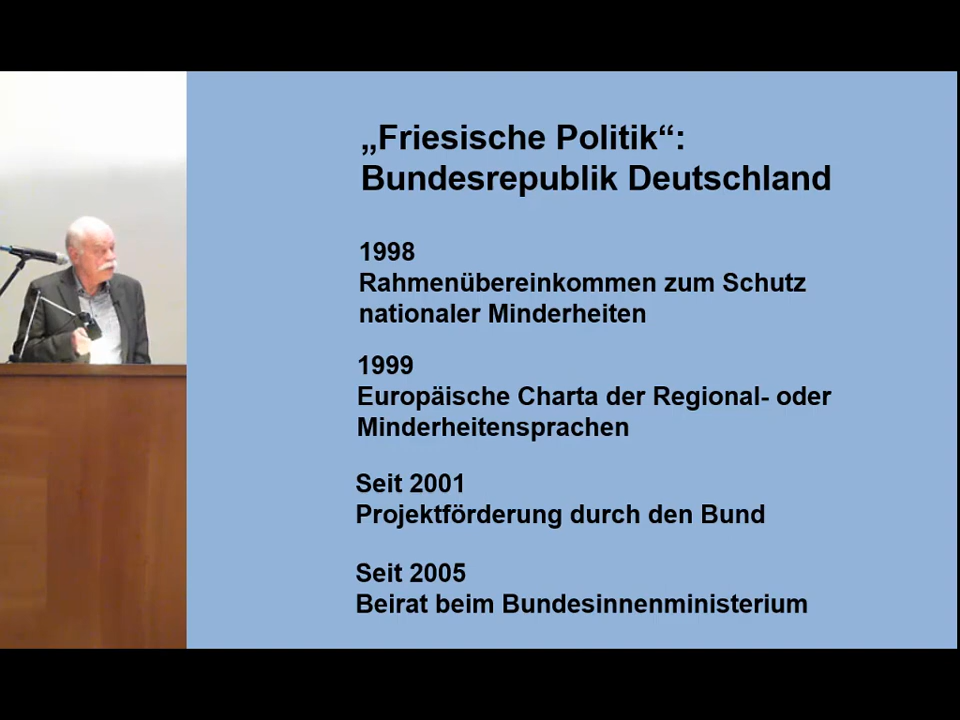 „Friesische Politik“:
Bundesrepublik Deutschland
1998
Rahmenübereinkommen zum Schutz
nationaler Minderheiten
1999
Europäische Charta der Regional- oder
Minderheitensprachen
Seit 2001
Projektförderung durch den Bund
Seit 2005
Beirat beim Bundesinnenministerium